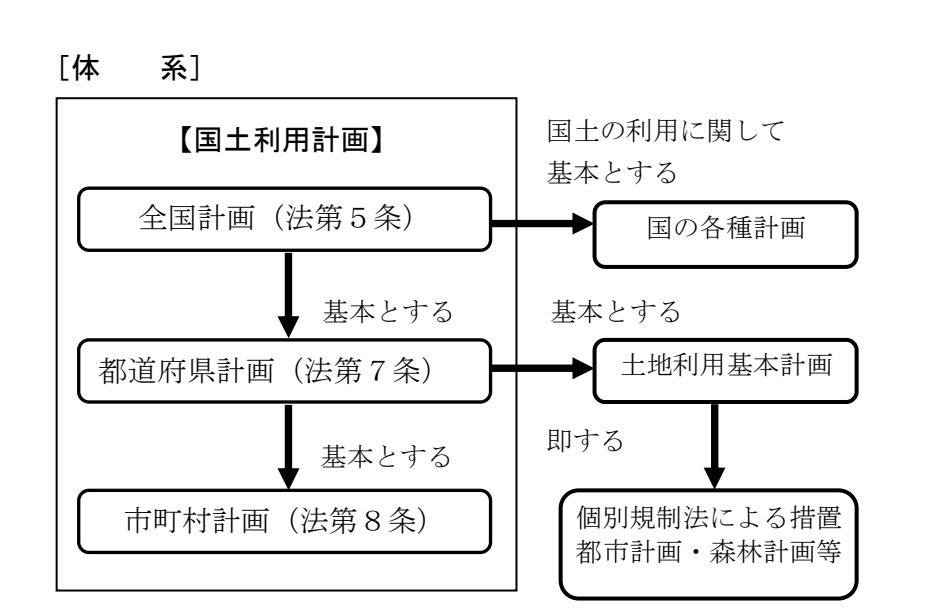 [体　　系]
【国土利用計画】
国土の利用に関して
基本とする
全国計画（法第５条）
国の各種計画
基本とする
基本とする
都道府県計画（法第７条）
土地利用基本計画
基本とする
即する
市町村計画（法第８条）
個別規制法による措置
都市計画・森林計画等